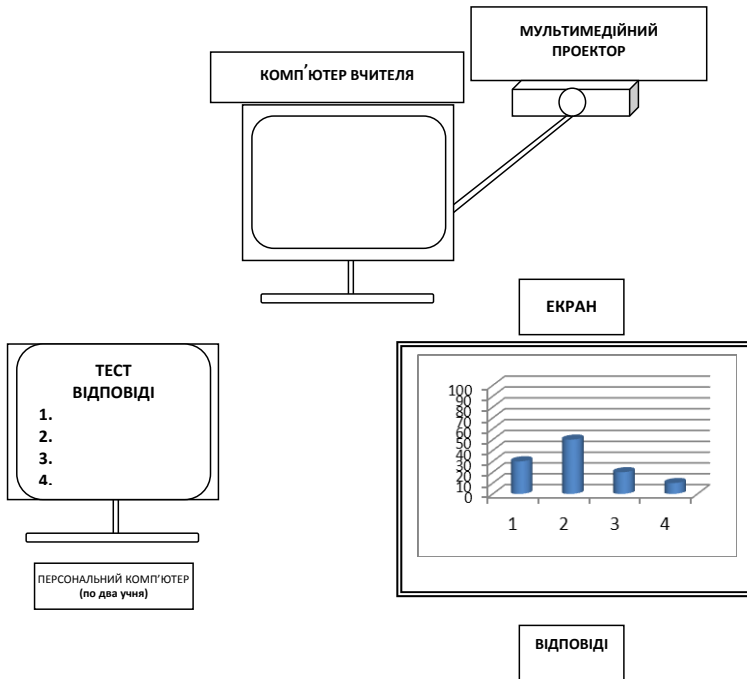 МУЛЬТИМЕДІЙНИЙ
ПРОЕКТОР
КОМП΄ЮТЕР ВЧИТЕЛЯ
ЕКРАН
ТЕСТ
ВІДПОВІДІ
1.
2.
3.
4.
100
90
80
70
60
50
40
30
20
10
0
1 2 3 4
ПЕРСОНАЛЬНИЙ КОМП’ЮТЕР
(по два учня)
ВІДПОВІДІ